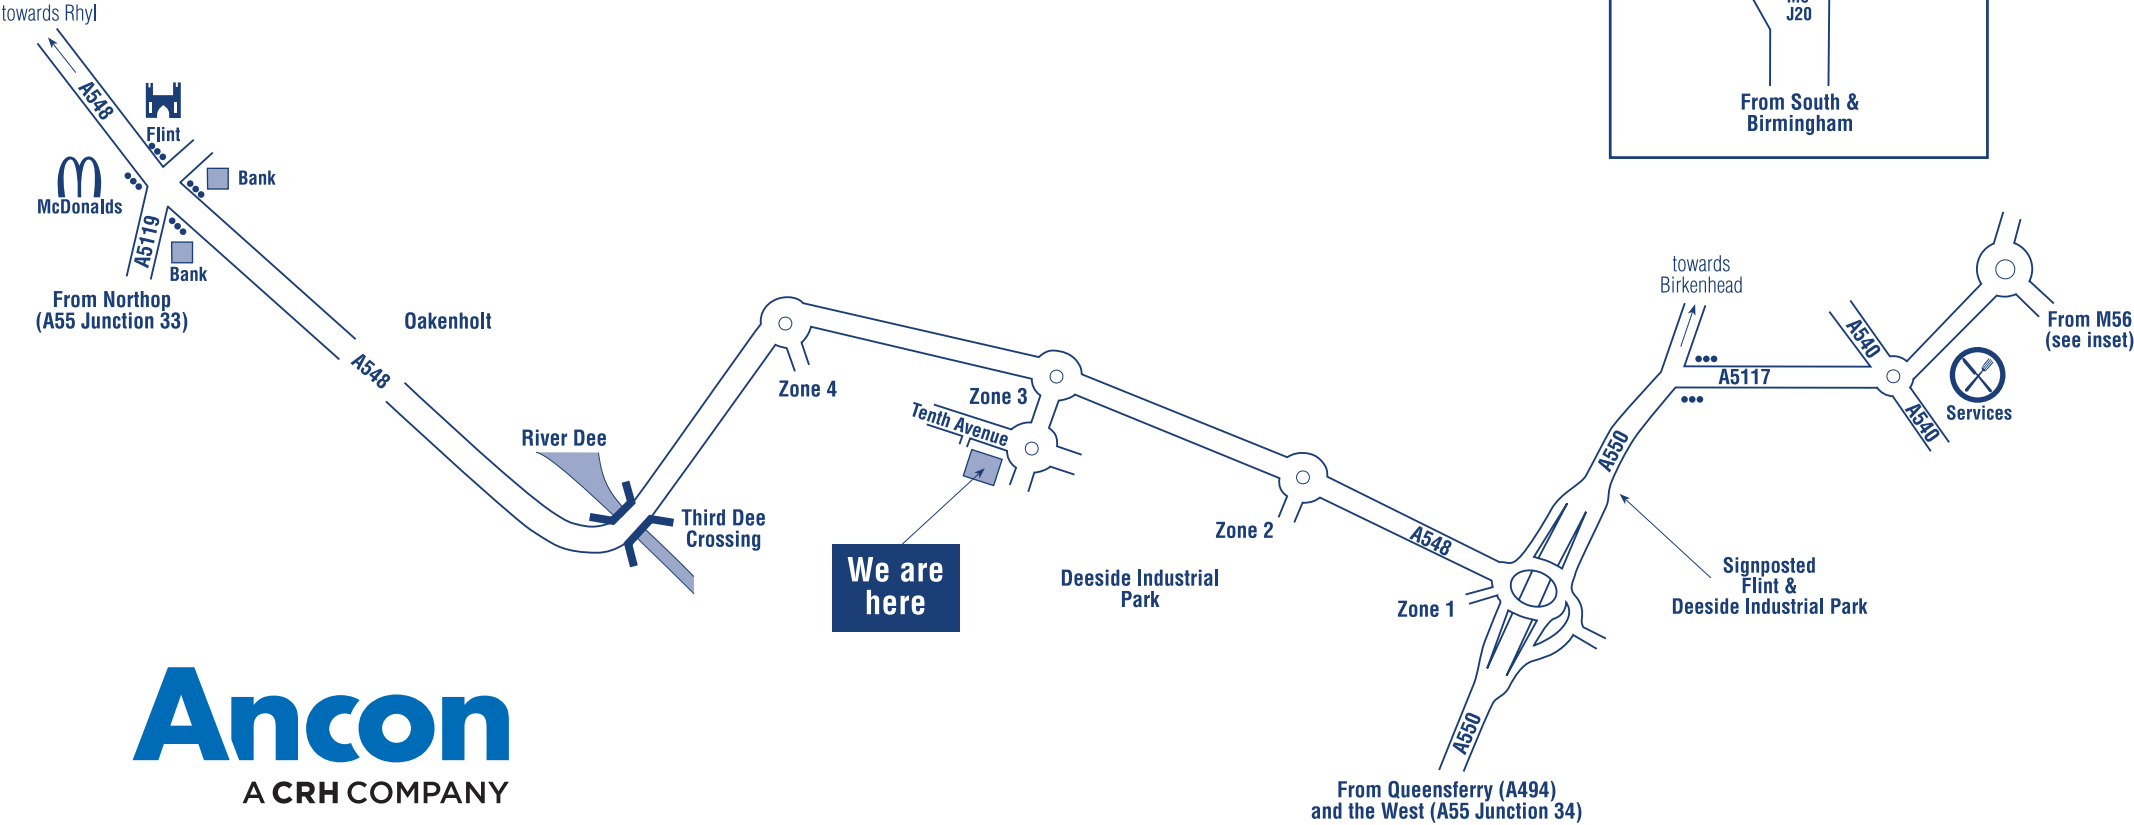 towards Rhyl
A548
Flint
McDonalds
Bank
A5119
Bank
From Northop
(A55 Junction 33)
Oakenholt
A548
River Dee
Third Dee
Crossing
Zone 4
Zone 3
Tenth Avenue
We are
here
Deeside Industrial
Park
Zone 2
A548
Zone 1
A550
From Queensferry (A494)
and the West (A55 Junction 34)
A550
Signposted
Flint &
Deeside Industrial Park
towards
Birkenhead
A5117
A540
A540
Services
From M56
(see inset)
J20
From South &
Birmingham
Ancon
A CRH COMPANY